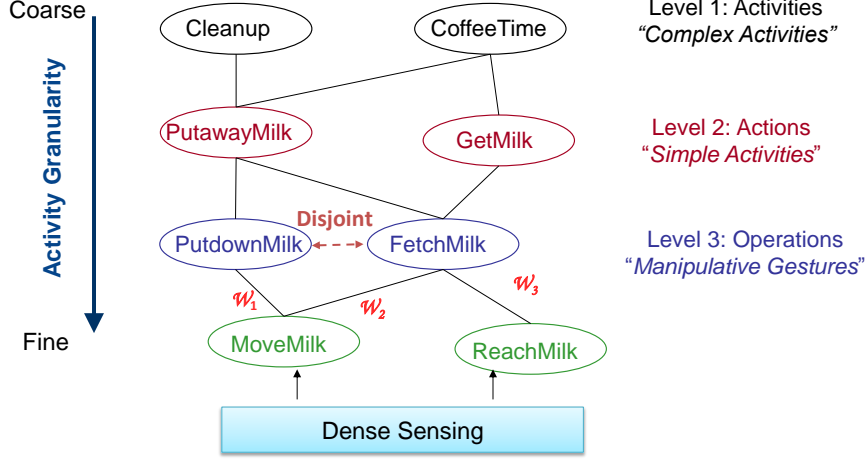 Coarse
Cleanup
CoffeeTime
Level 1: Activities
“Complex Activities”
Activity Granularity
PutawayMilk
GetMilk
Level 2: Actions
“Simple Activities”
Disjoint
PutdownMilk
FetchMilk
Level 3: Operations
“Manipulative Gestures”
W1
W2
W3
Fine
MoveMilk
ReachMilk
Dense Sensing